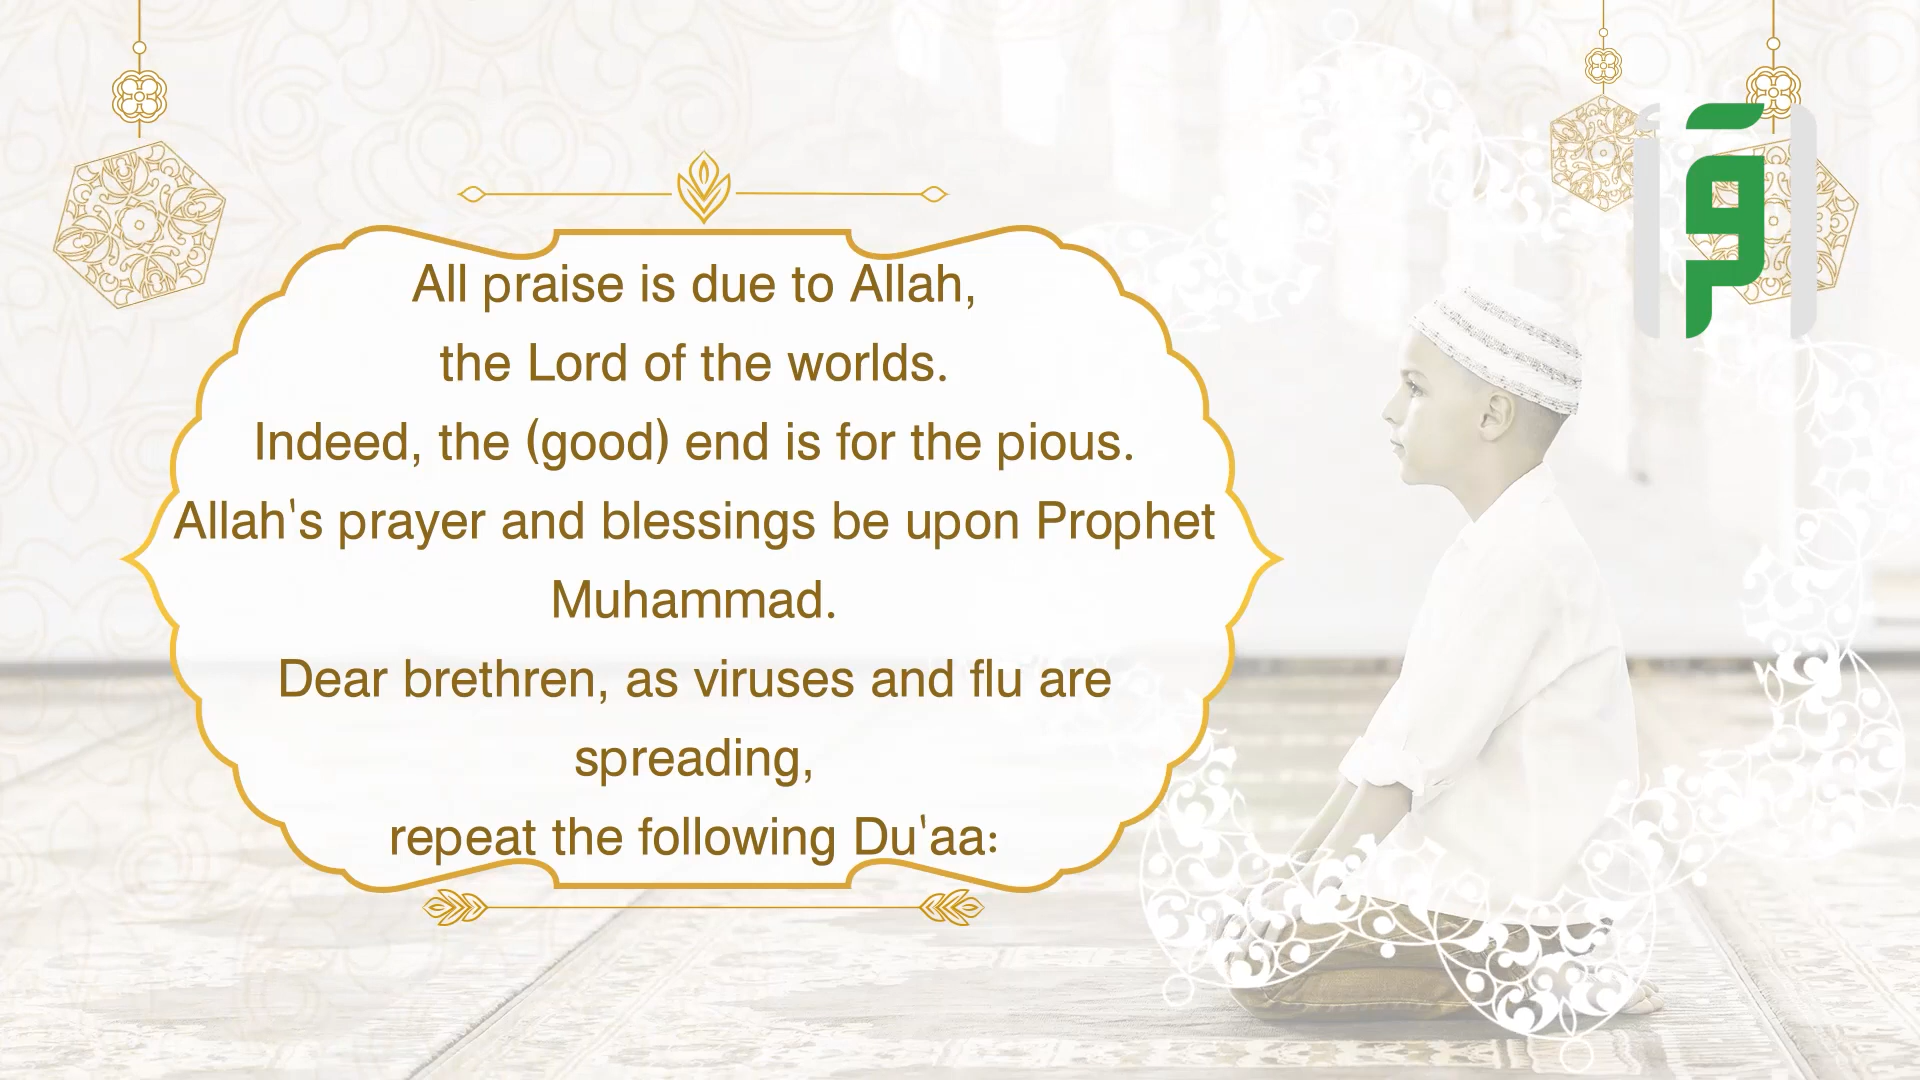 All praise is due to Allah,
the Lord of the worlds.
Indeed, the (good) end is for the pious.
Allah's prayer and blessings be upon Prophet
Muhammad.
Dear brethren, as viruses and flu are
spreading,
repeat the following Du'aa:
اقرأ